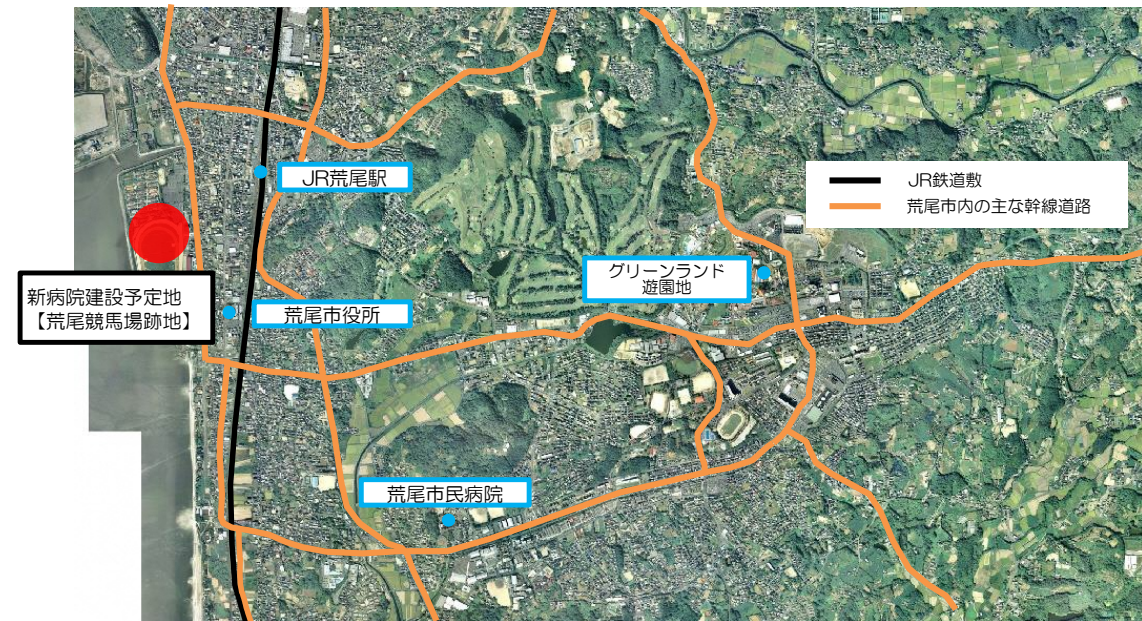 JR荒尾駅
JR鉄道敷
荒尾市内の主な幹線道路
グリーンランド
遊園地
新病院建設予定地
【荒尾競馬場跡地】
荒尾市役所
荒尾市民病院